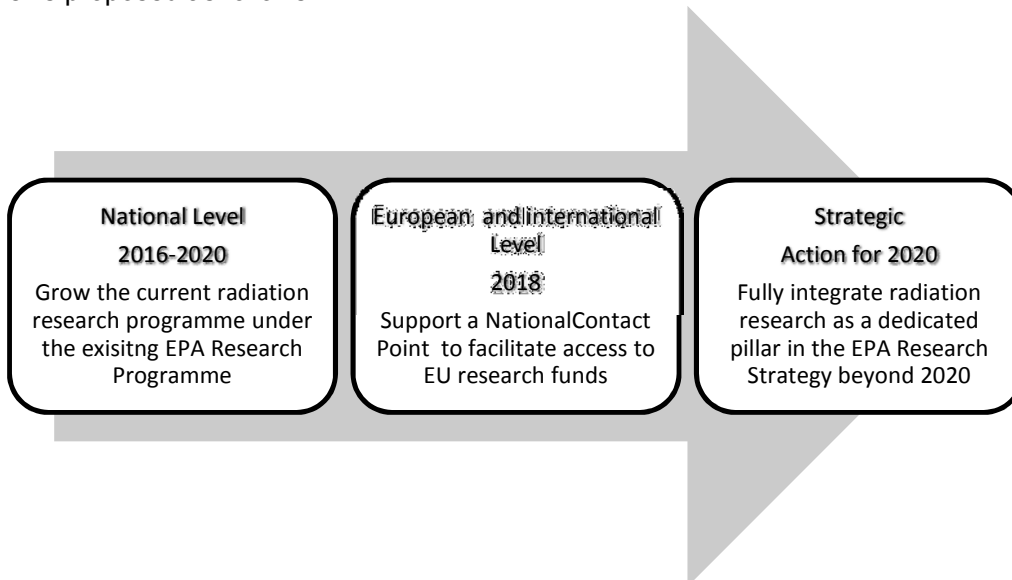 National Level
2016-2020
Grow the current radiation
research programme under
the exisitng EPA Research
Programme
European and international
Level
2018
Support a NationalContact
Point to facilitate access to
EU research funds
Strategic
Action for 2020
Fully integrate radiation
research as a dedicated
pillar in the EPA Research
Strategy beyond 2020